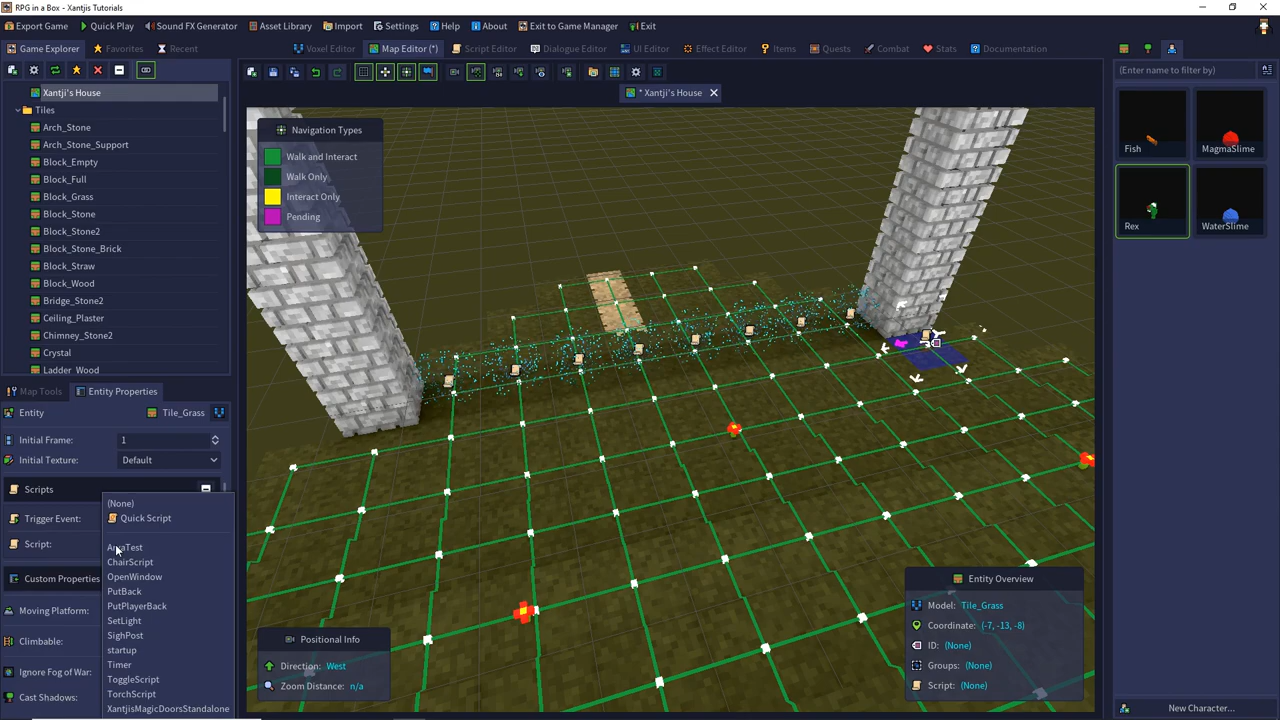 RPG in a Box - Xantjis Tutorials
Export Game
Quick Play
Sound FX Generator
Asset Library
Import
Settings
Help
About
Exit to Game Manager
Exit
Game Explorer
Favorites
Recent
Voxel Editor
Map Editor (*)
Script Editor
Dialogue Editor
UI Editor
Effect Editor
Items
Quests
Combat
Stats
Documentation
(Enter name to filter by)
Xantji's House
* Xantji's House
Tiles
Arch_Stone
Arch_Stone_Support
Block_Empty
Block_Full
Block_Grass
Block_Stone
Block_Stone2
Block_Stone_Brick
Block_Straw
Block_Wood
Bridge_Stone2
Ceiling_Plaster
Chimney_Stone2
Crystal
Ladder_Wood
Navigation Types
Walk and Interact
Walk Only
Interact Only
Pending
Fish
MagmaSlime
Rex
WaterSlime
Map Tools
Entity Properties
Entity
Tile_Grass
Initial Frame:
1
Initial Texture:
Default
Scripts
Trigger Event:
Script:
Custom Properties
Moving Platform:
Climbable:
Ignore Fog of War:
Cast Shadows:
(None)
Quick Script
AreaTest
ChairScript
OpenWindow
PutBack
PutPlayerBack
SetLight
SighPost
startup
Timer
ToggleScript
TorchScript
XantjisMagicDoorsStandalone
Positional Info
Direction: West
Zoom Distance: n/a
Entity Overview
Model: Tile_Grass
Coordinate: (-7, -13, -8)
ID: (None)
Groups: (None)
Script: (None)
New Character...